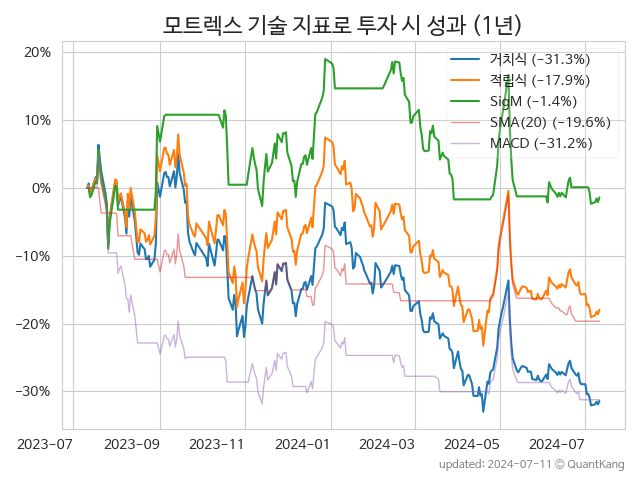 모트렉스 기술 지표로 투자 시 성과 (1년)
20%
10%
0%
−10%
−20%
−30%
거치식 (−31.3%)
적립식 (−17.9%)
SigM (−1.4%)
SMA(20) (−19.6%)
MACD (−31.2%)
2023-07
2023-09
2023-11
2024-01
2024-03
2024-05
2024-07
updated: 2024-07-11 © QuantKang